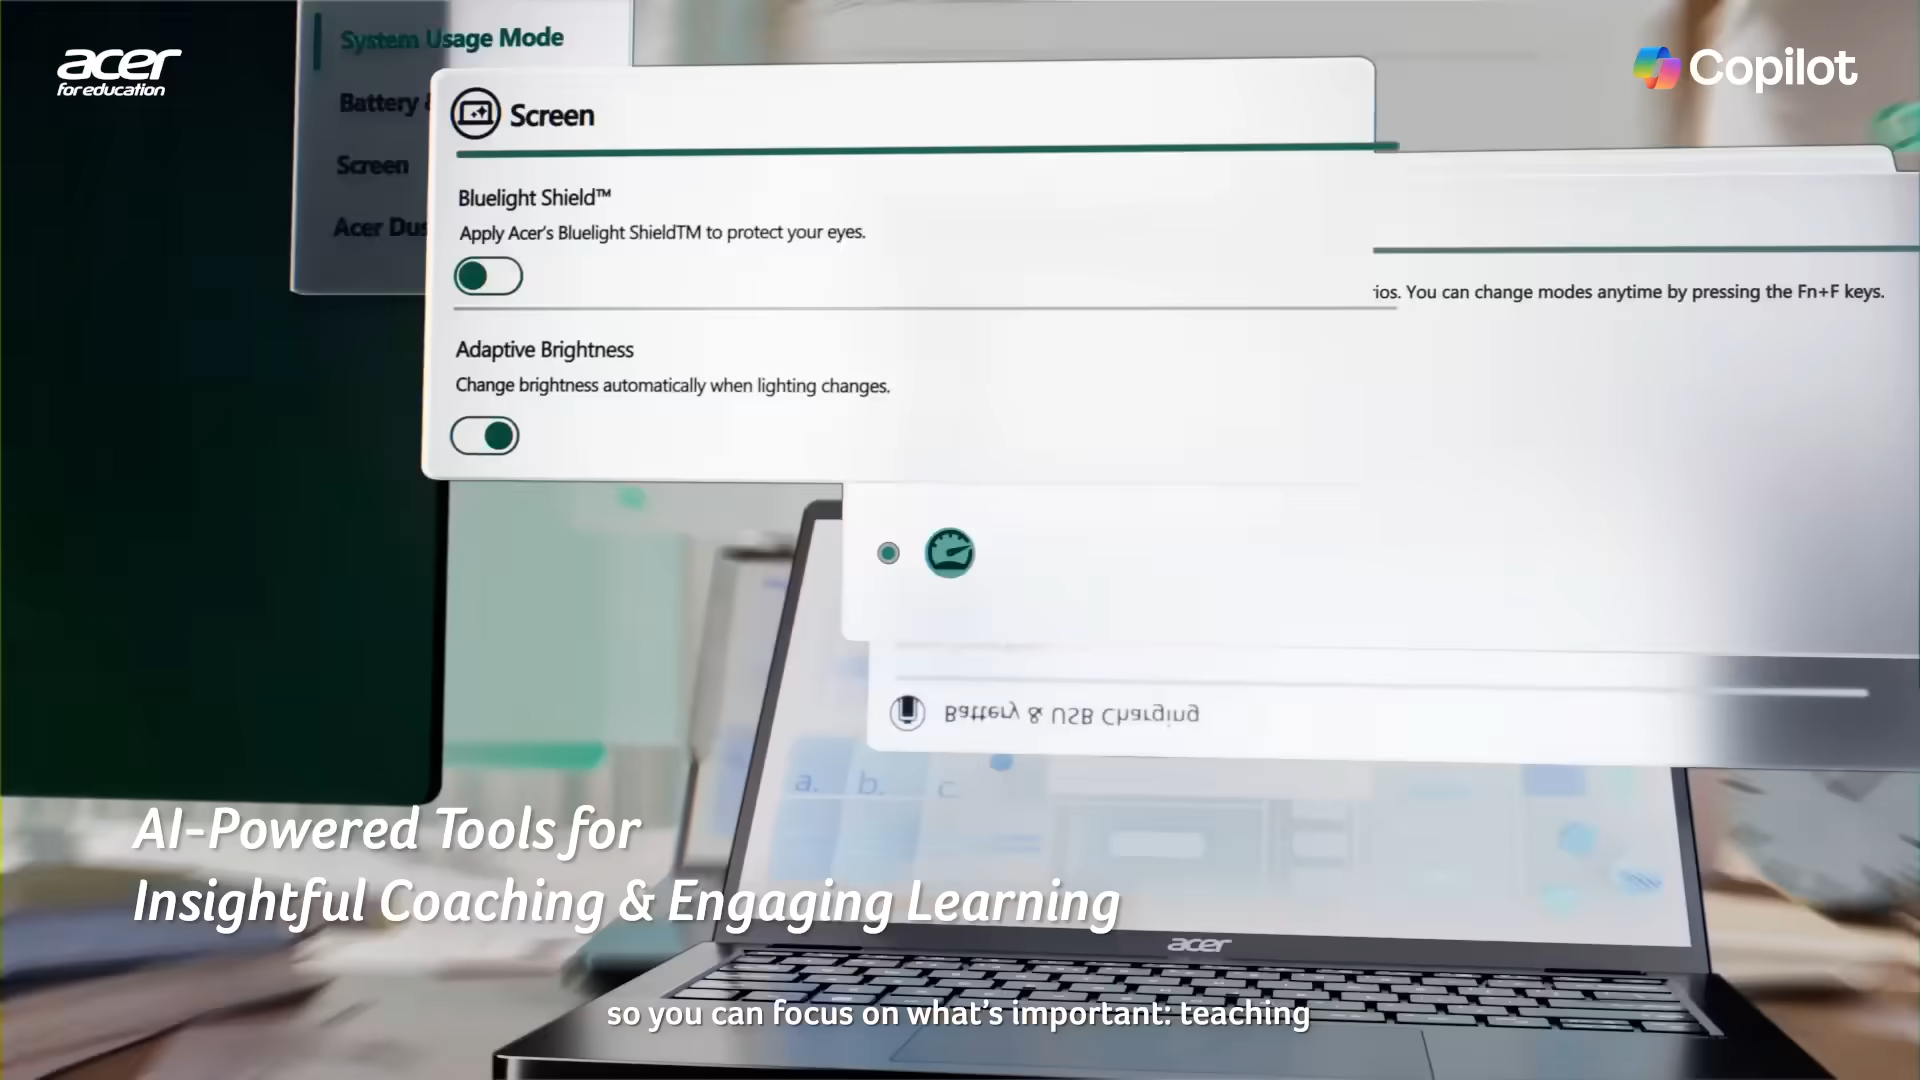 acer
for education
Copilot
System Usage Mode
Battery &
Screen
Acer Dus
Screen
Bluelight Shield™
Apply Acer's Bluelight ShieldTM to protect your eyes.
Adaptive Brightness
Change brightness automatically when lighting changes.
ios. You can change modes anytime by pressing the Fn+F keys.
Battery & USB Charging
a. b. c.
AI-Powered Tools for
Insightful Coaching & Engaging Learning
acer
so you can focus on what's important: teaching